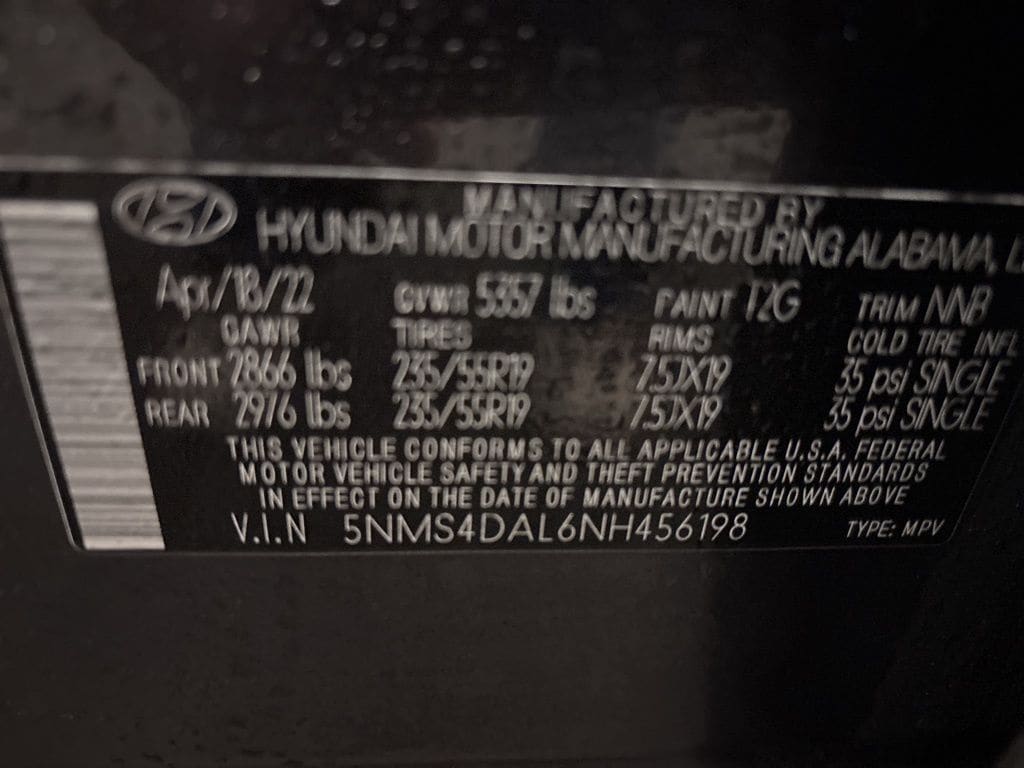 MANUFACTURED BY
HYUNDAI MOTOR MANUFACTURING ALABAMA,
Apr/18/22 GVWR 5357 lbs PAINT T2G TRIM NNB
GAWR TIRES RIMS COLD TIRE INFL
FRONT 2866 lbs 235/55R19 7.5JX19 35 psi SINGLE
REAR 2976 lbs 235/55R19 7.5JX19 35 psi SINGLE
THIS VEHICLE CONFORMS TO ALL APPLICABLE U.S.A. FEDERAL
MOTOR VEHICLE SAFETY AND THEFT PREVENTION STANDARDS
IN EFFECT ON THE DATE OF MANUFACTURE SHOWN ABOVE
V.I.N 5NMS4DAL6NH456198 TYPE: MPV